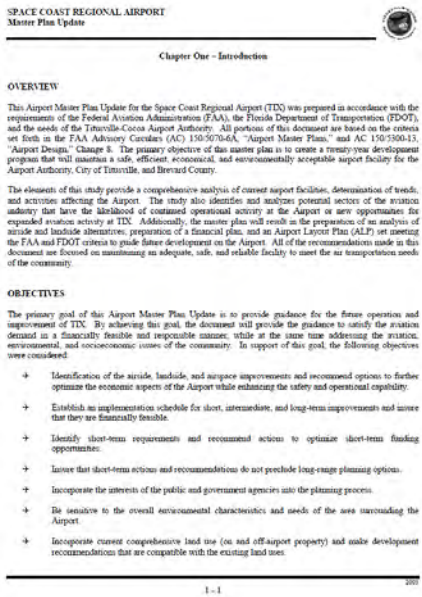 SPACE COAST REGIONAL AIRPORT
Master Plan Update
Chapter One – Introduction
OVERVIEW
This Airport Master Plan Update for the Space Coast Regional Airport (TIX) was prepared in accordance with the
requirements of the Federal Aviation Administration (FAA), the Florida Department of Transportation (FDOT),
and the needs of the Titusville-Cocoa Airport Authority. All portions of this document are based on the criteria
set forth in the FAA Advisory Circulars (AC) 150/5070-6A, "Airport Master Plans," and AC 150/5300-13,
"Airport Design," Change 8. The primary objective of this master plan is to create a twenty-year development
program that will maintain a safe, efficient, economical, and environmentally acceptable airport facility for the
Airport Authority, City of Titusville, and Brevard County.
The elements of this study provide a comprehensive analysis of current airport facilities, determination of trends,
and activities affecting the Airport. The study also identifies and analyzes potential sectors of the aviation
industry that have the likelihood of continued operational activity at the Airport or new opportunities for
expanded aviation activity at TIX. Additionally, the master plan will result in the preparation of an analysis of
airside and landside alternatives, preparation of a financial plan, and an Airport Layout Plan (ALP) set meeting
the FAA and FDOT criteria to guide future development on the Airport. All of the recommendations made in this
document are focused on maintaining an adequate, safe, and reliable facility to meet the air transportation needs
of the community.
OBJECTIVES
The primary goal of this Airport Master Plan Update is to provide guidance for the future operation and
improvement of TIX. By achieving this goal, the document will provide the guidance to satisfy the aviation
demand in a financially feasible and responsible manner, while at the same time addressing the aviation,
environmental, and socioeconomic issues of the community. In support of this goal, the following objectives
were considered:
Identification of the airside, landside, and airspace improvements and recommend options to further
optimize the economic aspects of the Airport while enhancing the safety and operational capability.
Establish an implementation schedule for short, intermediate, and long-term improvements and insure
that they are financially feasible.
Identify short-term requirements and recommend actions to optimize short-term funding
opportunities.
Insure that short-term actions and recommendations do not preclude long-range planning options.
Incorporate the interests of the public and government agencies into the planning process.
Be sensitive to the overall environmental characteristics and needs of the area surrounding the
Airport.
Incorporate current comprehensive land use (on and off-airport property) and make development
recommendations that are compatible with the existing land uses.
1 - 1